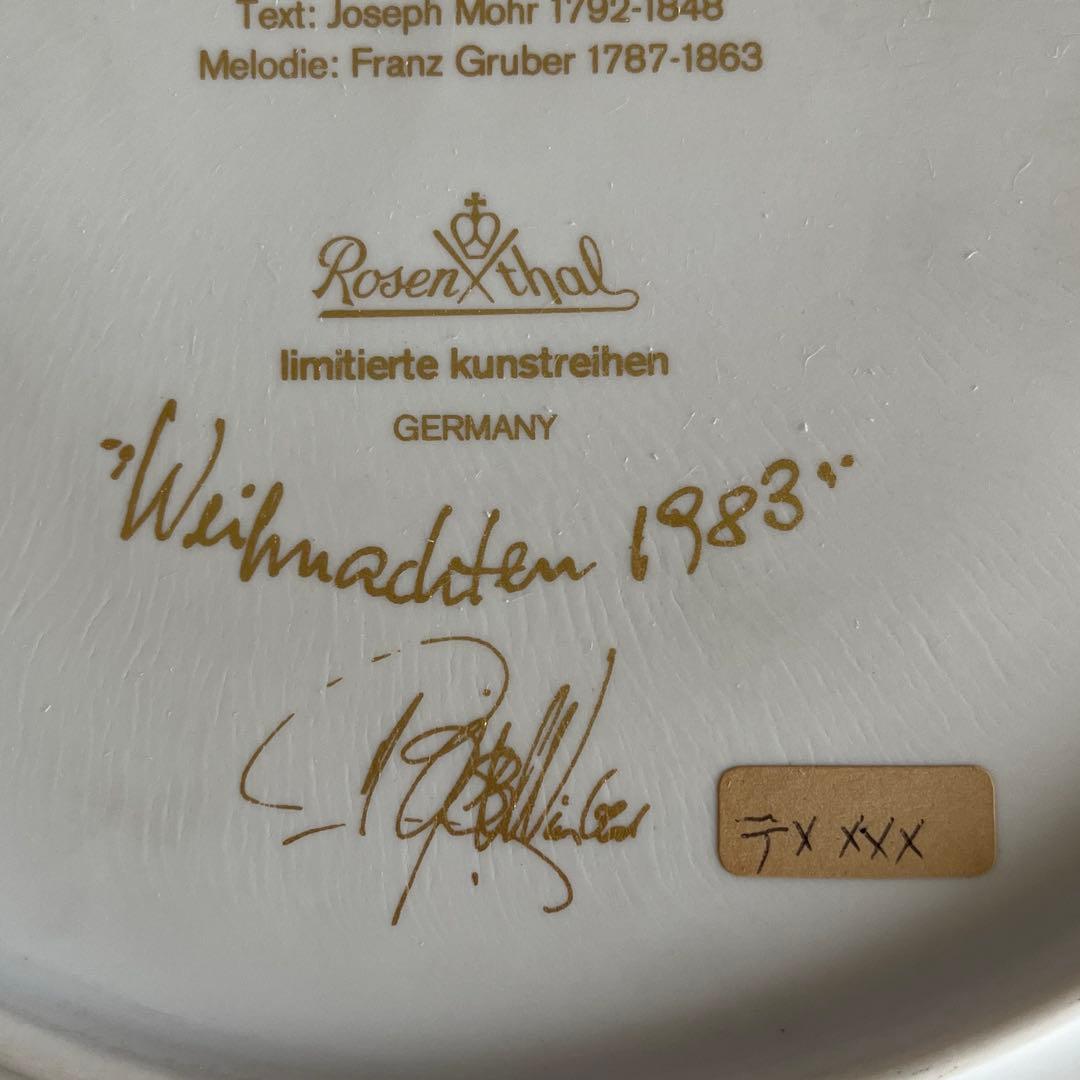 Text: Joseph Mohr 1792-1848
Melodie: Franz Gruber 1787-1863
Rosenthal
limitierte kunstreihen
GERMANY
"Weihnachten 1983"
テX XXX